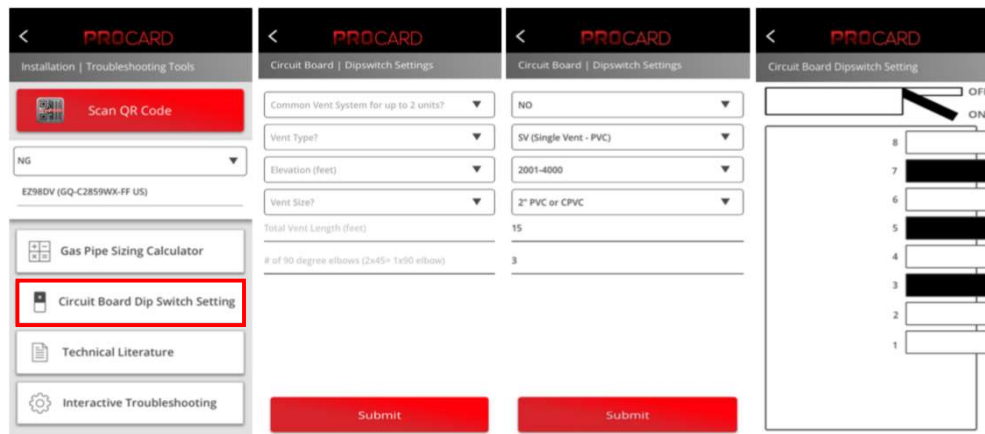 PROCARD
Installation | Troubleshooting Tools
Scan QR Code
NG
EZ98DV (GQ-C2859WX-FF US)
Gas Pipe Sizing Calculator
Circuit Board Dip Switch Setting
Technical Literature
Interactive Troubleshooting
PROCARD
Circuit Board | Dipswitch Settings
Common Vent System for up to 2 units?
Vent Type?
Elevation (feet)
Vent Size?
Total Vent Length (feet)
# of 90 degree elbows (2x45= 1x90 elbow)
Submit
PROCARD
Circuit Board | Dipswitch Settings
NO
SV (Single Vent - PVC)
2001-4000
2" PVC or CPVC
15
3
Submit
PROCARD
Circuit Board Dipswitch Setting
ON
8
7
6
5
4
3
2
1